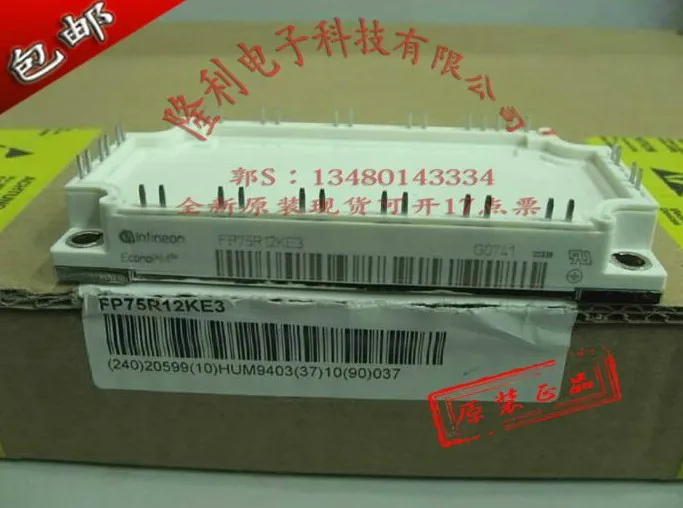 包邮
隆利电子科技有限公司
郭S：13480143334
全新原装现货可开17点票
infineon
FP75R12KE3
G0741
EconoPIM™
FP75R12KE3
(240)20599(10)HUM9403(37)10(90)037
原装正品